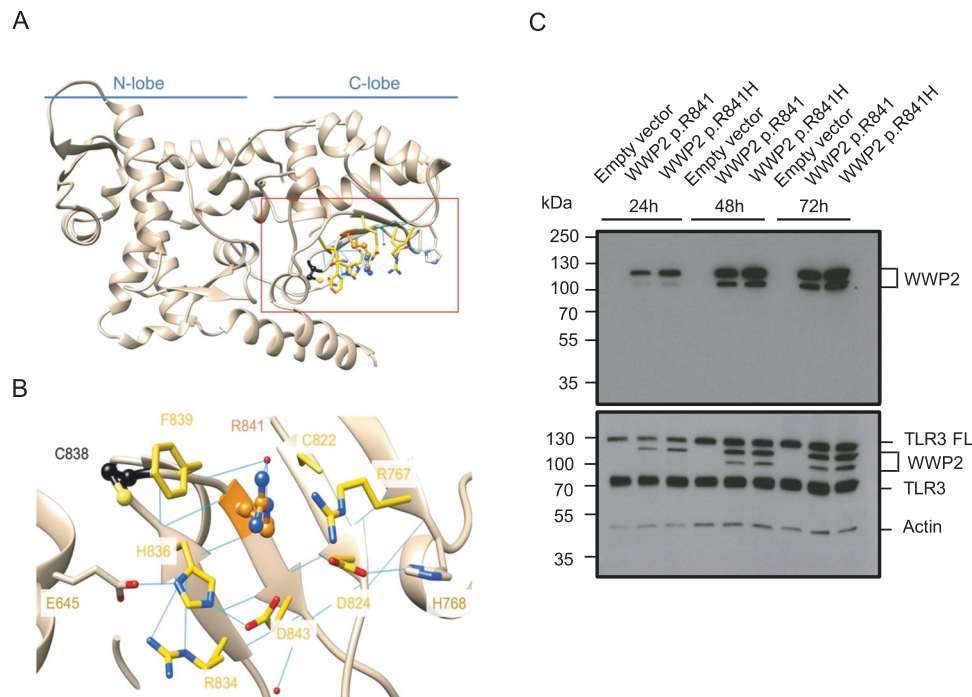 A
N-lobe
C-lobe
B
F839
R841
C822
C838
R767
H836
E645
D824
H768
D843
R834
C
Empty vector
WWP2 p.R841
WWP2 p.R841H
Empty vector
WWP2 p.R841
WWP2 p.R841H
Empty vector
WWP2 p.R841
WWP2 p.R841H
kDa
24h
48h
72h
250
130
100
70
55
35
WWP2
130
100
70
55
35
TLR3 FL
WWP2
TLR3
Actin